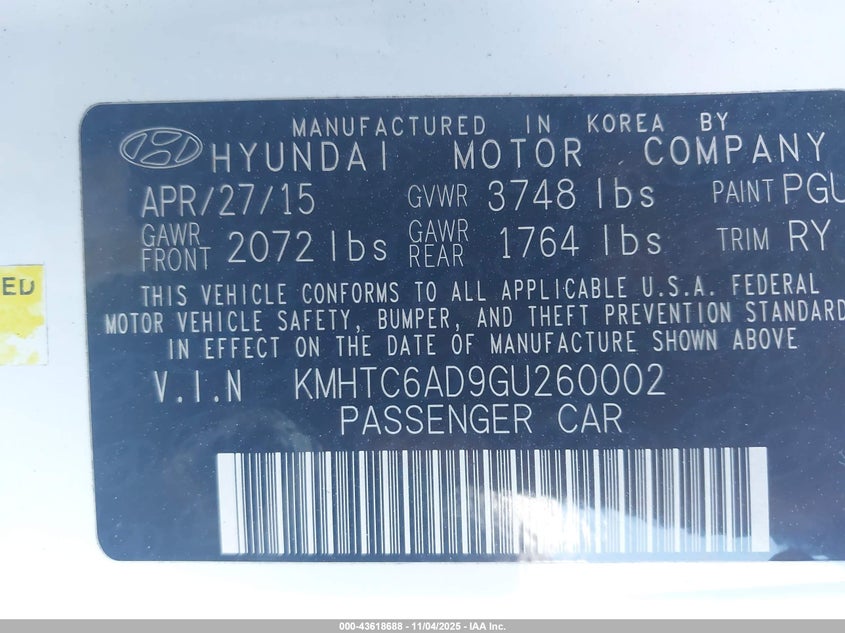 MANUFACTURED IN KOREA BY
HYUNDAI MOTOR COMPANY
APR/27/15 GVWR 3748 lbs PAINT PGU
GAWR FRONT 2072 lbs GAWR REAR 1764 lbs TRIM RY
THIS VEHICLE CONFORMS TO ALL APPLICABLE U.S.A. FEDERAL
MOTOR VEHICLE SAFETY, BUMPER, AND THEFT PREVENTION STANDARD
IN EFFECT ON THE DATE OF MANUFACTURE SHOWN ABOVE
V.I.N KMHTC6AD9GU260002
PASSENGER CAR
ED
000-43618688 - 11/04/2025 - IAA Inc.